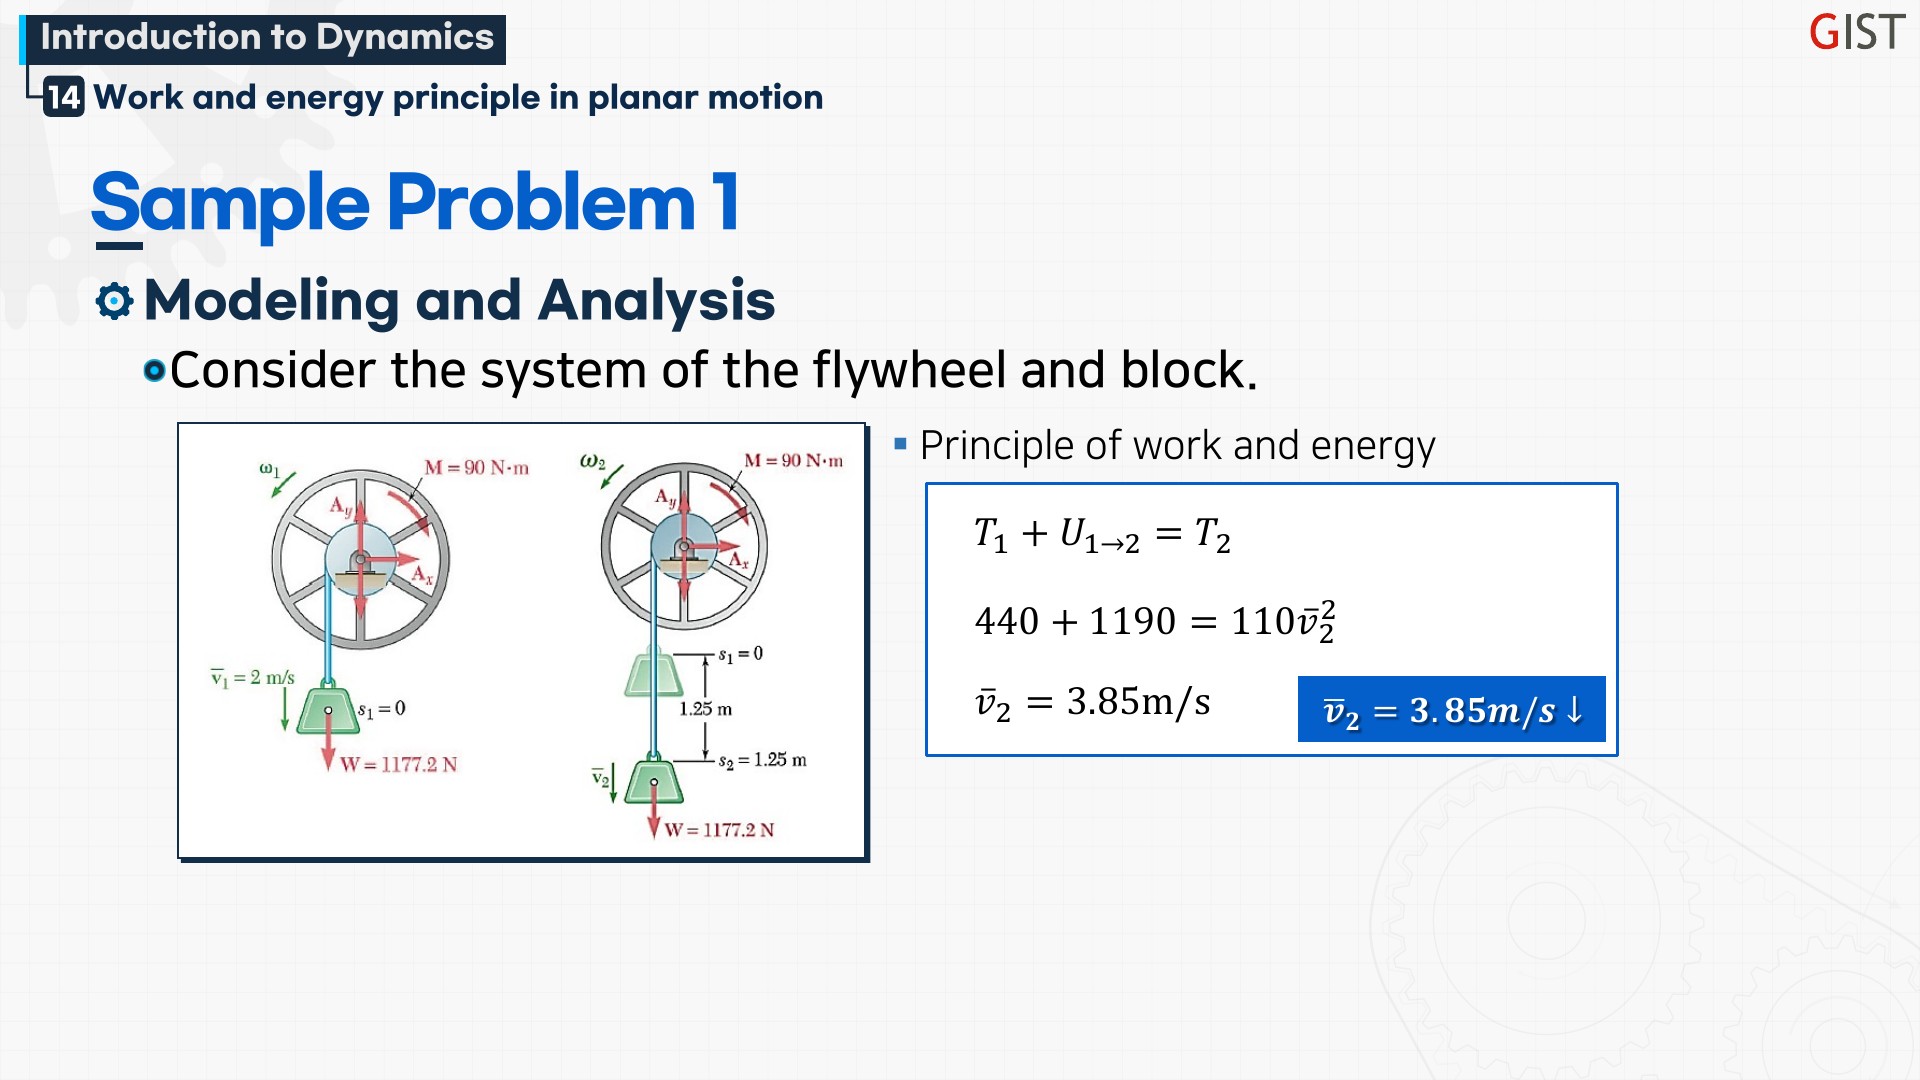 Introduction to Dynamics
GIST
14 Work and energy principle in planar motion
Sample Problem 1
Modeling and Analysis
Consider the system of the flywheel and block.
ω1
M = 90 N·m
Ay
Ax
v̅1 = 2 m/s
s1 = 0
W = 1177.2 N
ω2
M = 90 N·m
Ay
Ax
s1 = 0
1.25 m
s2 = 1.25 m
v̅2
W = 1177.2 N
▪ Principle of work and energy
T₁ + U₁→₂ = T₂
440 + 1190 = 110v̅₂²
v̅₂ = 3.85m/s
v̅₂ = 3.85m/s ↓